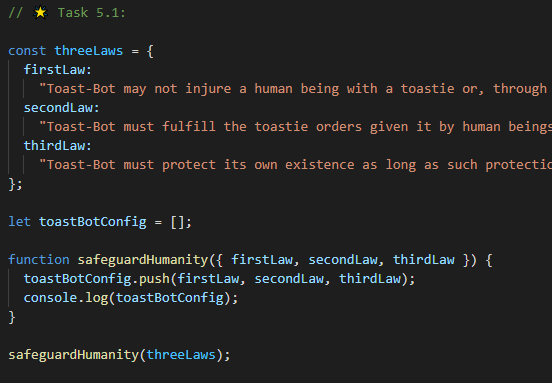 // ⭐ Task 5.1:
const threeLaws = {
firstLaw:
"Toast-Bot may not injure a human being with a toastie or, through
secondLaw:
"Toast-Bot must fulfill the toastie orders given it by human beings
thirdLaw:
"Toast-Bot must protect its own existence as long as such
};
let toastBotConfig = [];
function safeguardHumanity({ firstLaw, secondLaw, thirdLaw }) {
toastBotConfig.push(firstLaw, secondLaw, thirdLaw);
console.log(toastBotConfig);
}
safeguardHumanity(threeLaws);